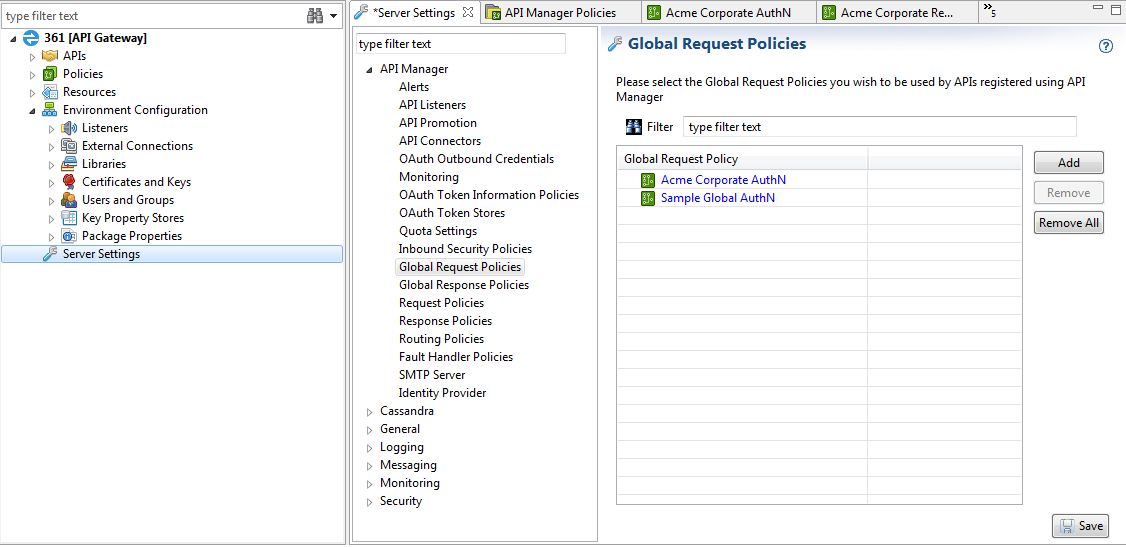 type filter text
361 [API Gateway]
APIs
Policies
Resources
Environment Configuration
Listeners
External Connections
Libraries
Certificates and Keys
Users and Groups
Key Property Stores
Package Properties
Server Settings
*Server Settings
API Manager Policies
Acme Corporate AuthN
Acme Corporate Re...
»5
type filter text
API Manager
Alerts
API Listeners
API Promotion
API Connectors
OAuth Outbound Credentials
Monitoring
OAuth Token Information Policies
OAuth Token Stores
Quota Settings
Inbound Security Policies
Global Request Policies
Global Response Policies
Request Policies
Response Policies
Routing Policies
Fault Handler Policies
SMTP Server
Identity Provider
Cassandra
General
Logging
Messaging
Monitoring
Security
Global Request Policies
?
Please select the Global Request Policies you wish to be used by APIs registered using API
Manager
Filter
type filter text
Global Request Policy
Acme Corporate AuthN
Sample Global AuthN
Add
Remove
Remove All
Save